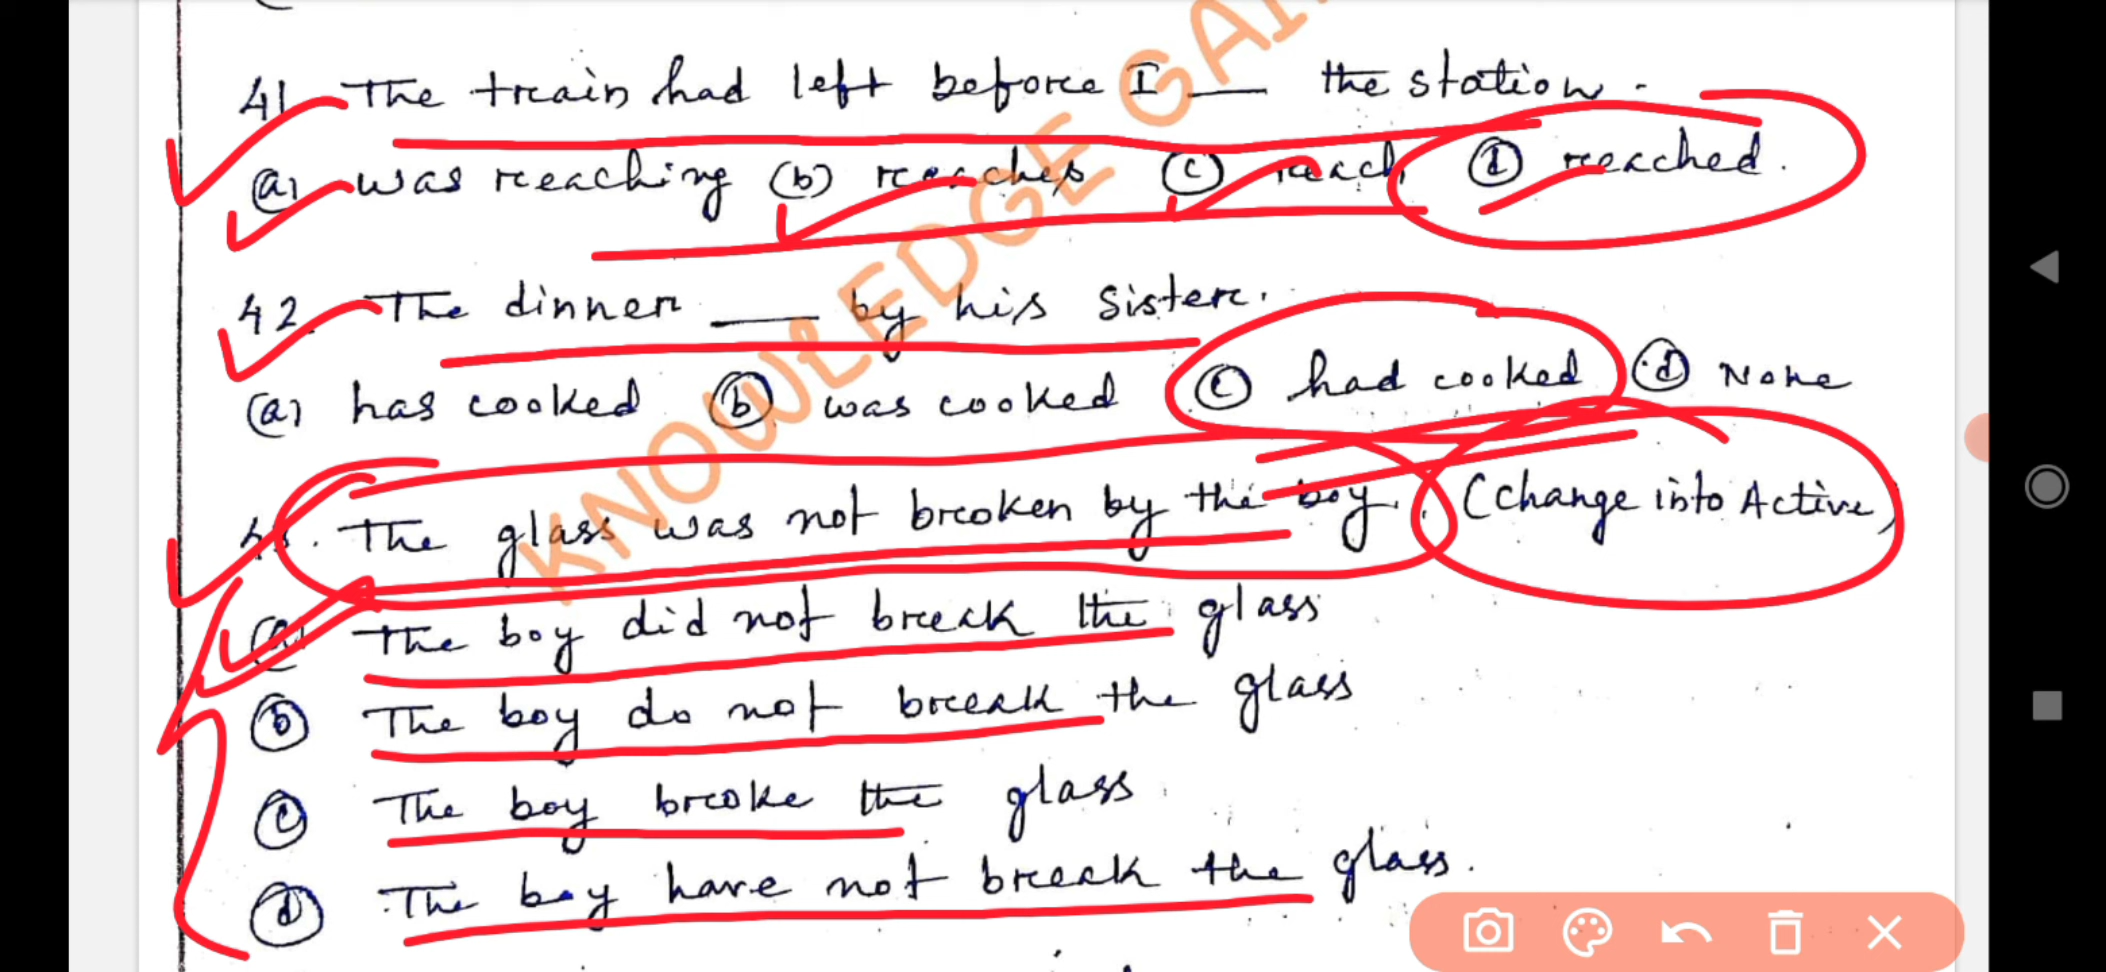 41. The train had left before I ___ the station.
(a) was reaching (b) reaches (c) reach (d) reached.
42. The dinner ___ by his sister.
(a) has cooked (b) was cooked (c) had cooked (d) None
43. The glass was not broken by the boy. (change into Active)
(a) The boy did not break the glass
(b) The boy do not break the glass
(c) The boy broke the glass
(d) The boy have not break the glass.
KNOWLEDGE GAI